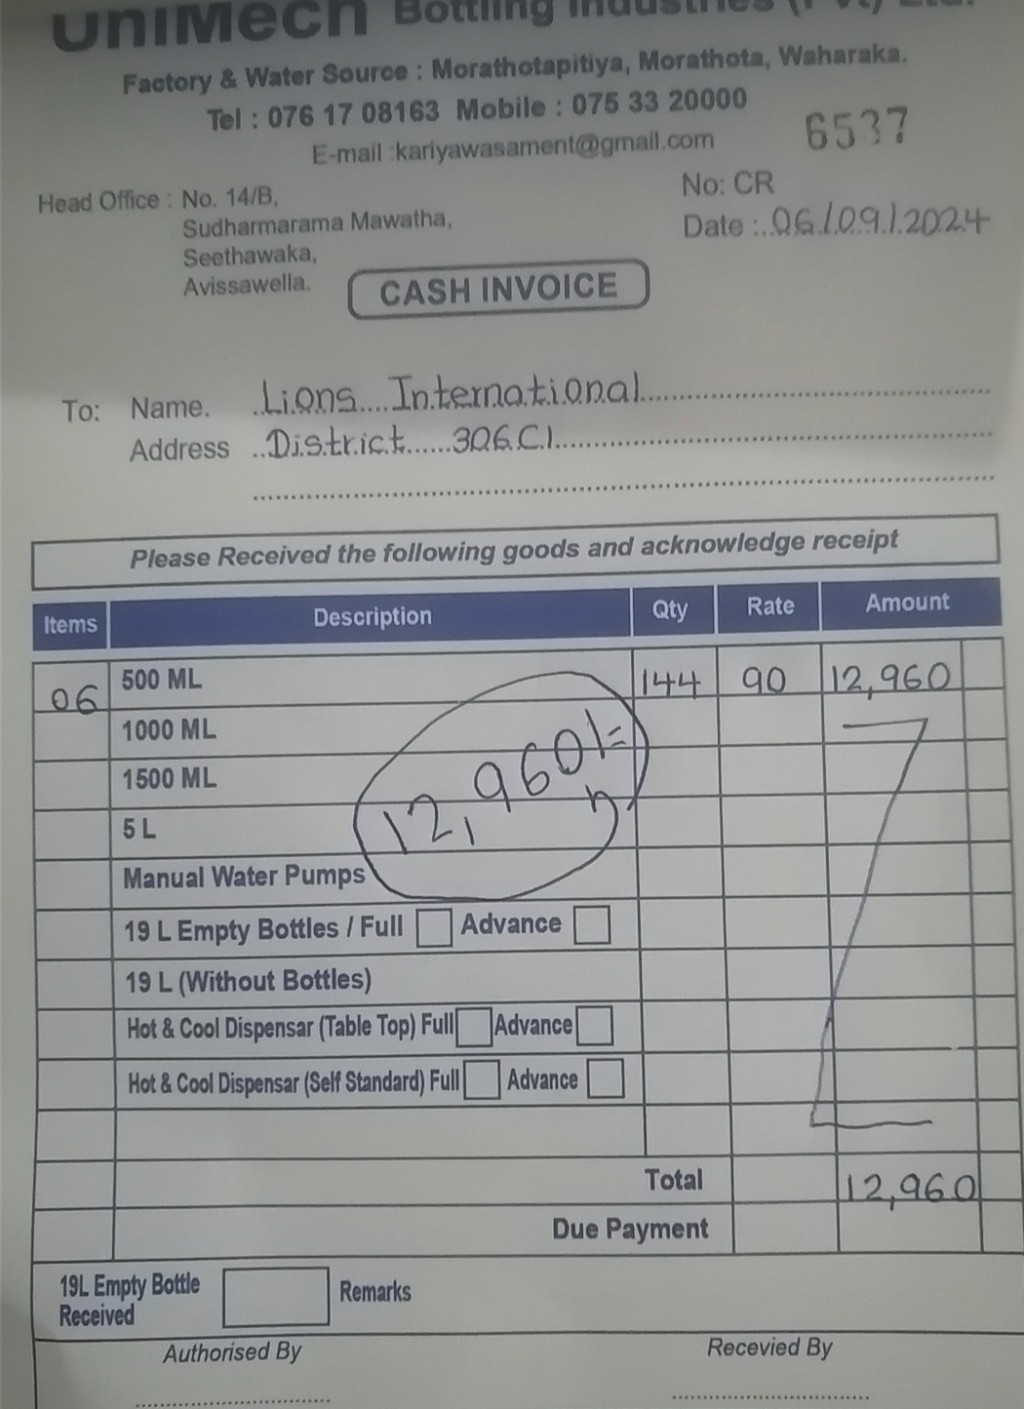 UniMech Bottling Industries (Pvt) Ltd.
Factory & Water Source : Morathotapitiya, Morathota, Waharaka.
Tel : 076 17 08163 Mobile : 075 33 20000
E-mail :kariyawasament@gmail.com
6537
Head Office : No. 14/B,
Sudharmarama Mawatha,
Seethawaka,
Avissawella.
No: CR
Date : 06/09/2024
CASH INVOICE
To: Name. Lions International
Address District 306 C1
Please Received the following goods and acknowledge receipt
Items Description Qty Rate Amount
06 500 ML 144 90 12,960
1000 ML
1500 ML
12,960/=
5 L
Manual Water Pumps
19 L Empty Bottles / Full Advance
19 L (Without Bottles)
Hot & Cool Dispensar (Table Top) Full Advance
Hot & Cool Dispensar (Self Standard) Full Advance
Total 12,960
Due Payment
19L Empty Bottle
Received
Remarks
Authorised By Recevied By